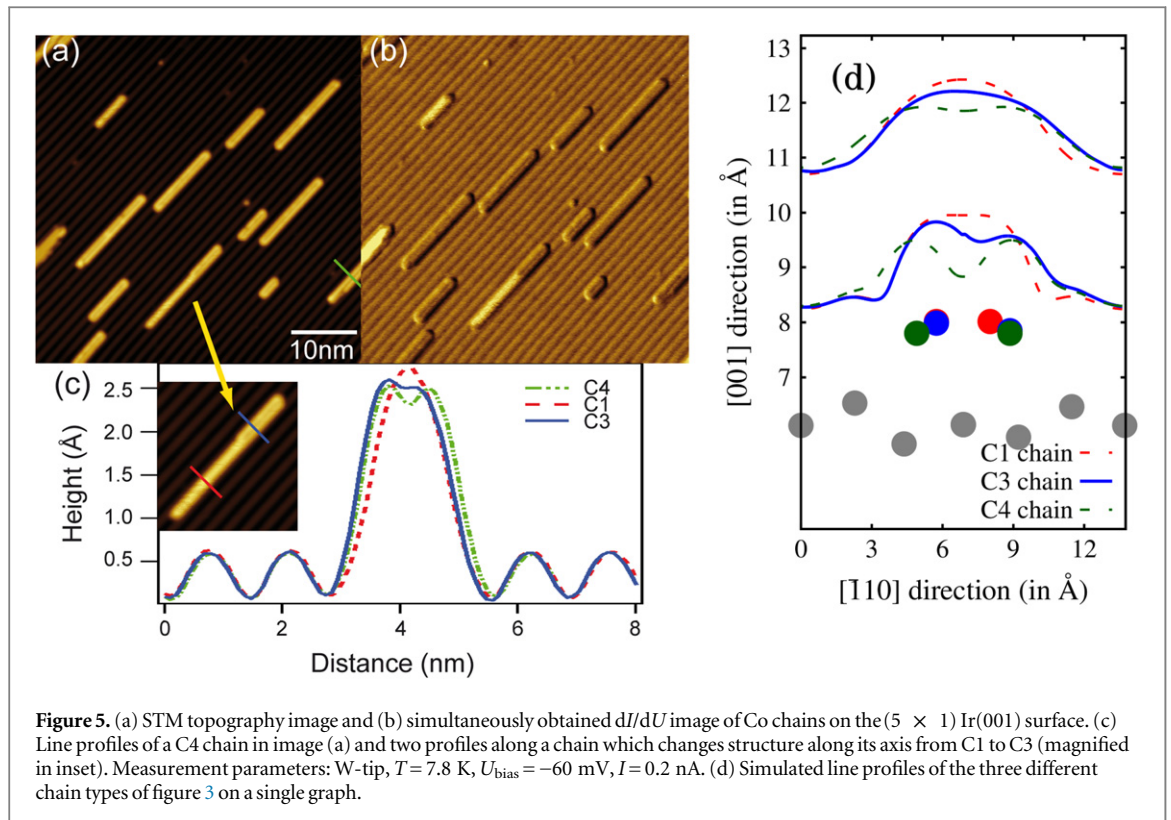 (a)
(b)
10nm
(c)
Height (Å)
2.5
2.0
1.5
1.0
0.5
C4
C1
C3
0
2
4
6
8
Distance (nm)
(d)
[001] direction (in Å)
13
12
11
10
9
8
7
C1 chain
C3 chain
C4 chain
0
3
6
9
12
[1̄10] direction (in Å)
Figure 5. (a) STM topography image and (b) simultaneously obtained dI/dU image of Co chains on the (5 × 1) Ir(001) surface. (c)
Line profiles of a C4 chain in image (a) and two profiles along a chain which changes structure along its axis from C1 to C3 (magnified
in inset). Measurement parameters: W-tip, T = 7.8 K, U_bias = −60 mV, I = 0.2 nA. (d) Simulated line profiles of the three different
chain types of figure 3 on a single graph.